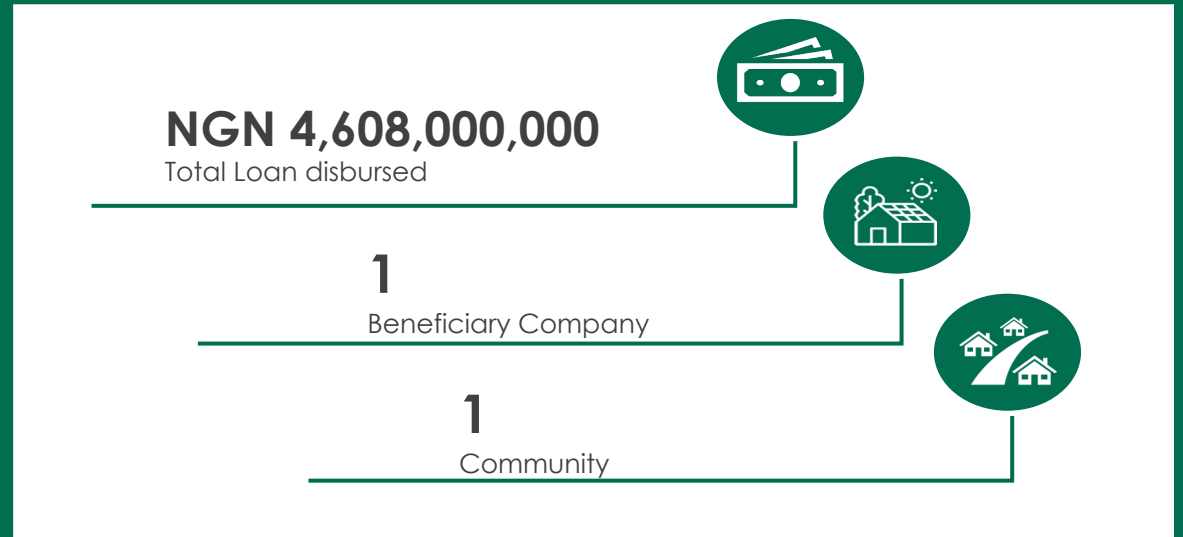 NGN 4,608,000,000
Total Loan disbursed
1
Beneficiary Company
1
Community